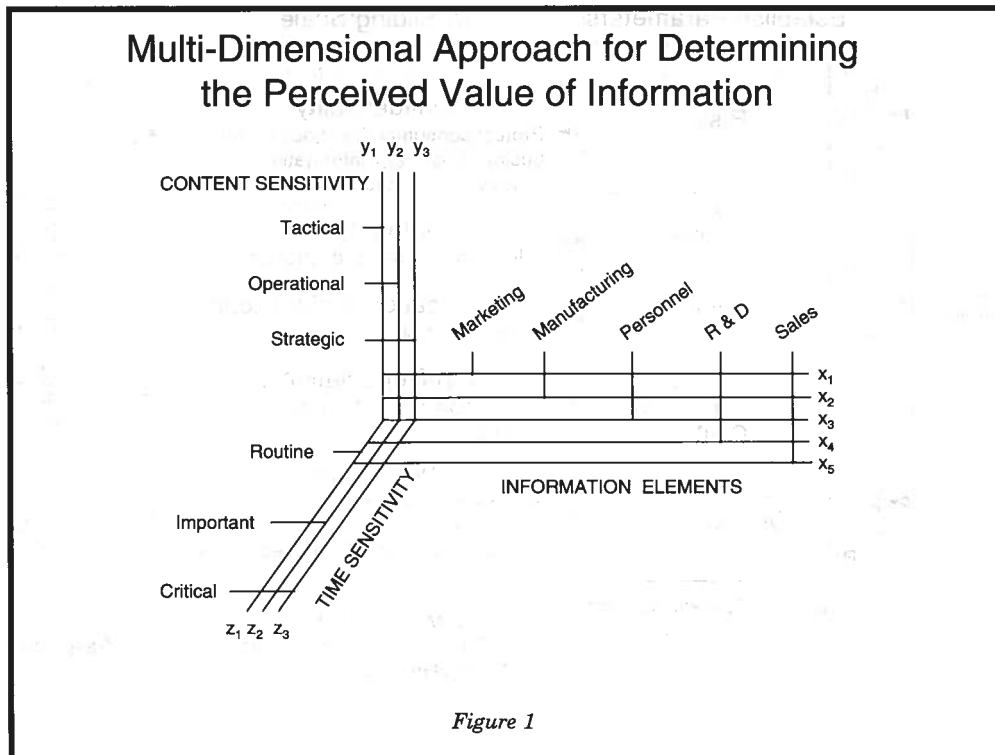 Multi-Dimensional Approach for Determining
the Perceived Value of Information
y₁ y₂ y₃
CONTENT SENSITIVITY
Tactical
Operational
Strategic
Marketing
Manufacturing
Personnel
R & D
Sales
x₁
x₂
x₃
x₄
x₅
Routine
INFORMATION ELEMENTS
Important
TIME SENSITIVITY
Critical
z₁ z₂ z₃
Figure 1